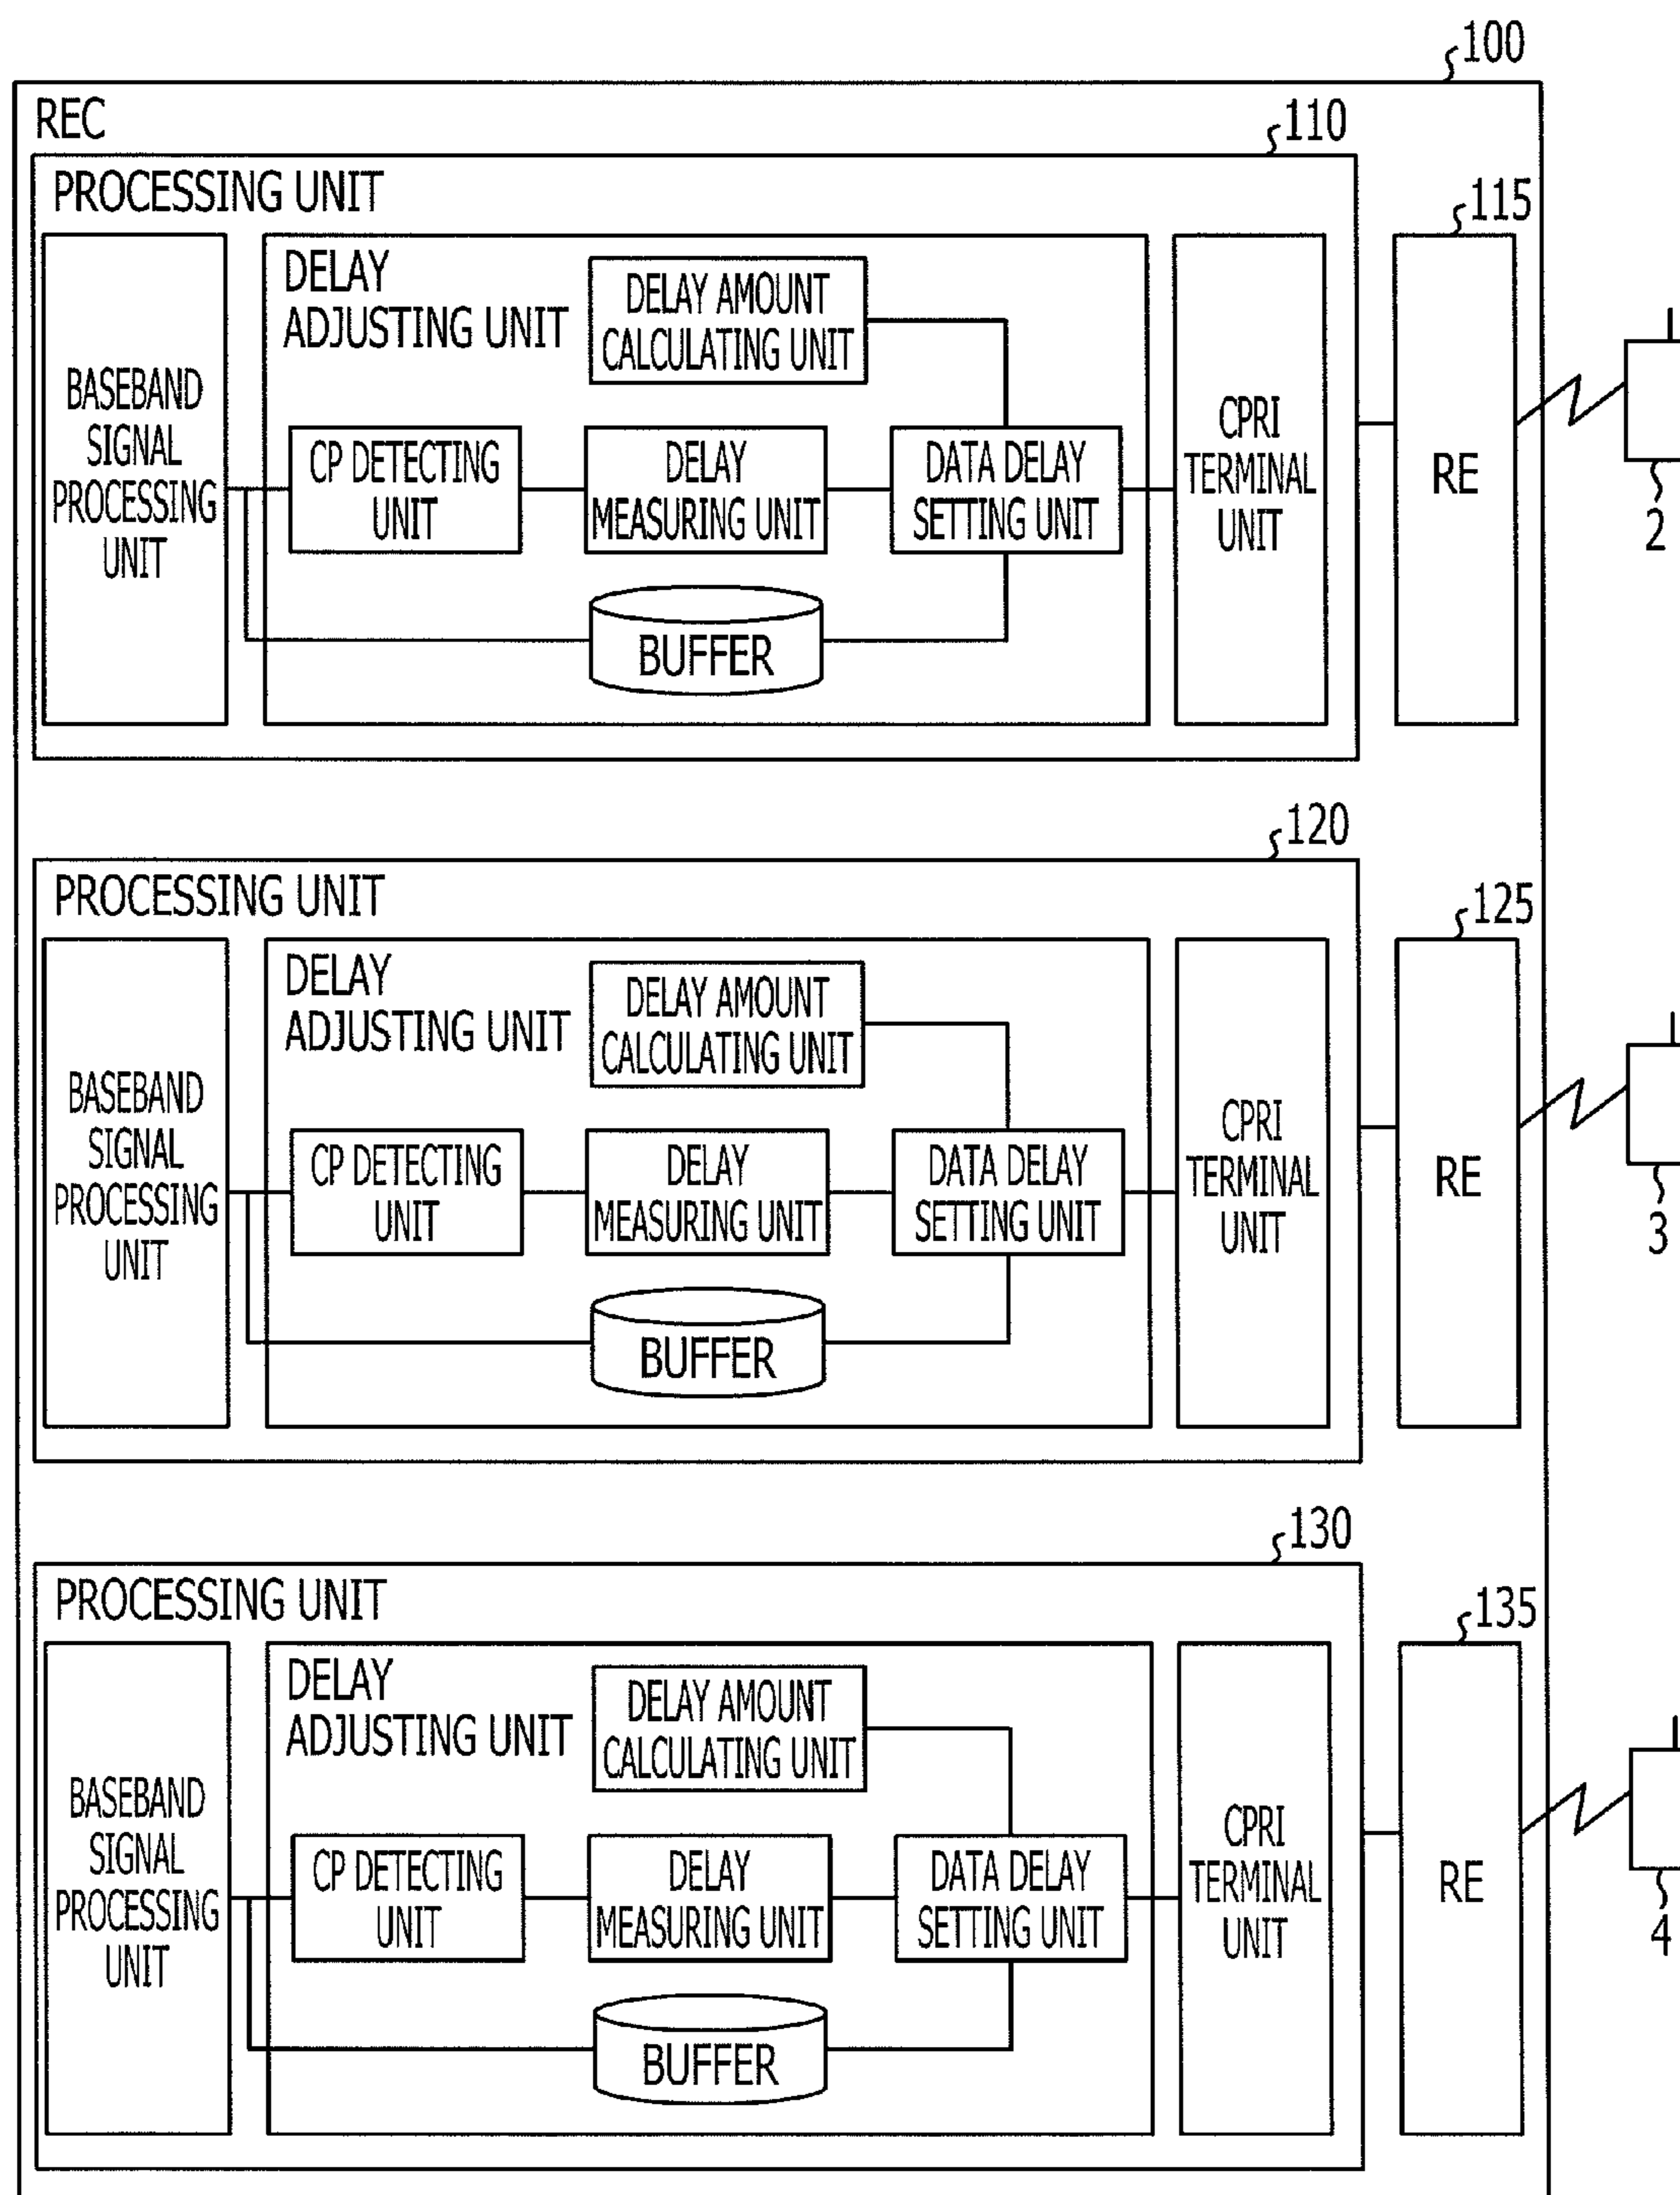 100
REC
110
PROCESSING UNIT
115
BASEBAND
SIGNAL
PROCESSING
UNIT
DELAY
ADJUSTING UNIT
DELAY AMOUNT
CALCULATING UNIT
CP DETECTING
UNIT
DELAY
MEASURING UNIT
DATA DELAY
SETTING UNIT
BUFFER
CPRI
TERMINAL
UNIT
RE
2
120
PROCESSING UNIT
125
BASEBAND
SIGNAL
PROCESSING
UNIT
DELAY
ADJUSTING UNIT
DELAY AMOUNT
CALCULATING UNIT
CP DETECTING
UNIT
DELAY
MEASURING UNIT
DATA DELAY
SETTING UNIT
BUFFER
CPRI
TERMINAL
UNIT
RE
3
130
PROCESSING UNIT
135
BASEBAND
SIGNAL
PROCESSING
UNIT
DELAY
ADJUSTING UNIT
DELAY AMOUNT
CALCULATING UNIT
CP DETECTING
UNIT
DELAY
MEASURING UNIT
DATA DELAY
SETTING UNIT
BUFFER
CPRI
TERMINAL
UNIT
RE
4